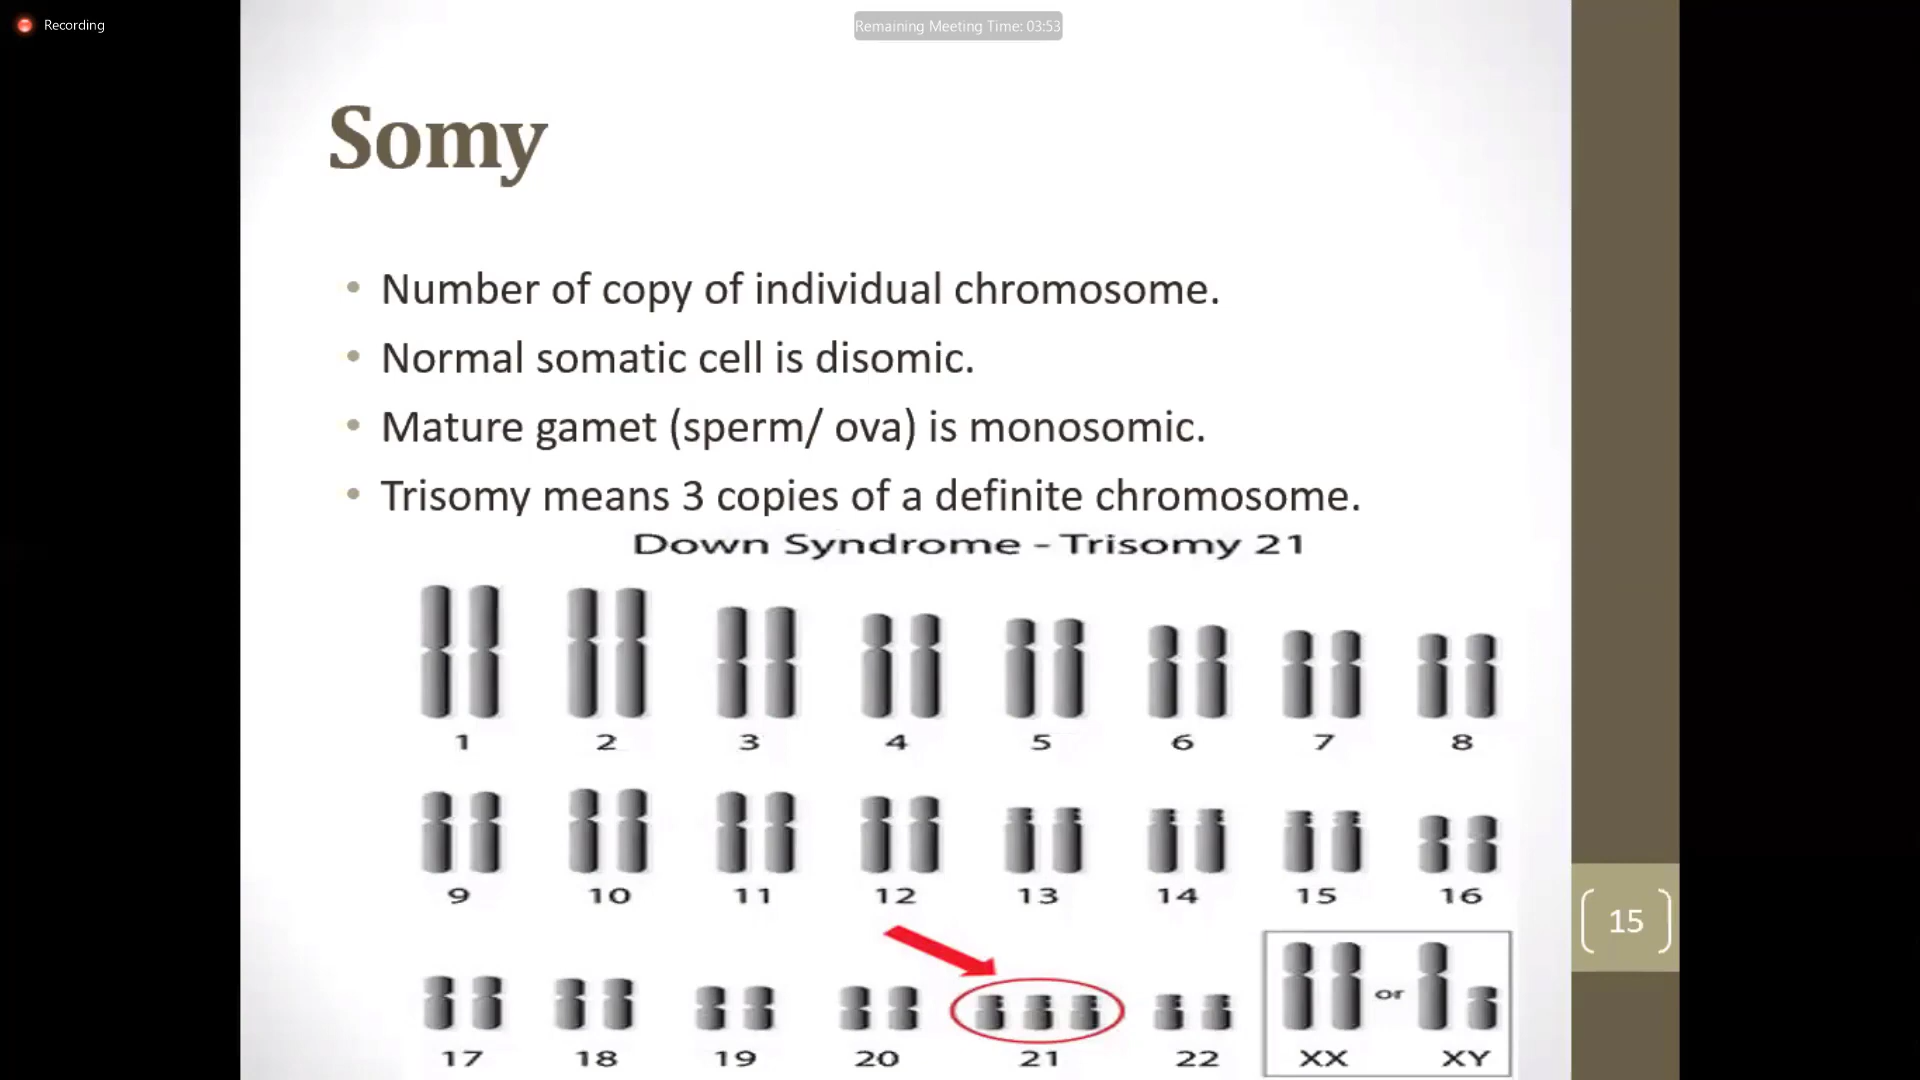 Recording
Remaining Meeting Time: 03:53
Somy
• Number of copy of individual chromosome.
• Normal somatic cell is disomic.
• Mature gamet (sperm/ ova) is monosomic.
• Trisomy means 3 copies of a definite chromosome.
Down Syndrome - Trisomy 21
1 2 3 4 5 6 7 8
9 10 11 12 13 14 15 16
15
or
17 18 19 20 21 22 XX XY